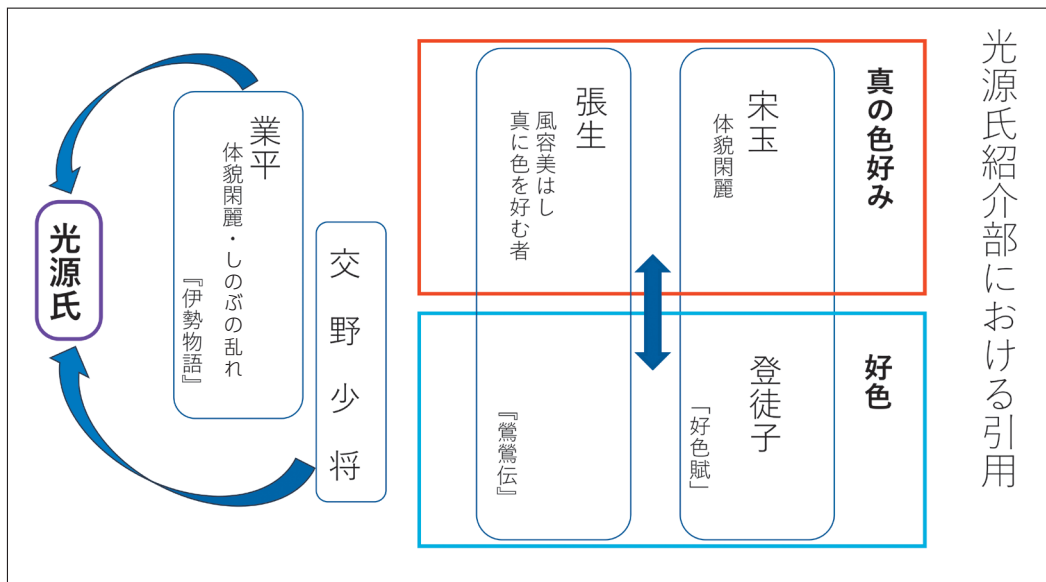 光源氏紹介部における引用
真の色好み
宋玉
体貌閑麗
張生
風容美はし
真に色を好む者
好色
登徒子
「好色賦」
『鶯鶯伝』
交野少将
業平
体貌閑麗・しのぶの乱れ
『伊勢物語』
光源氏